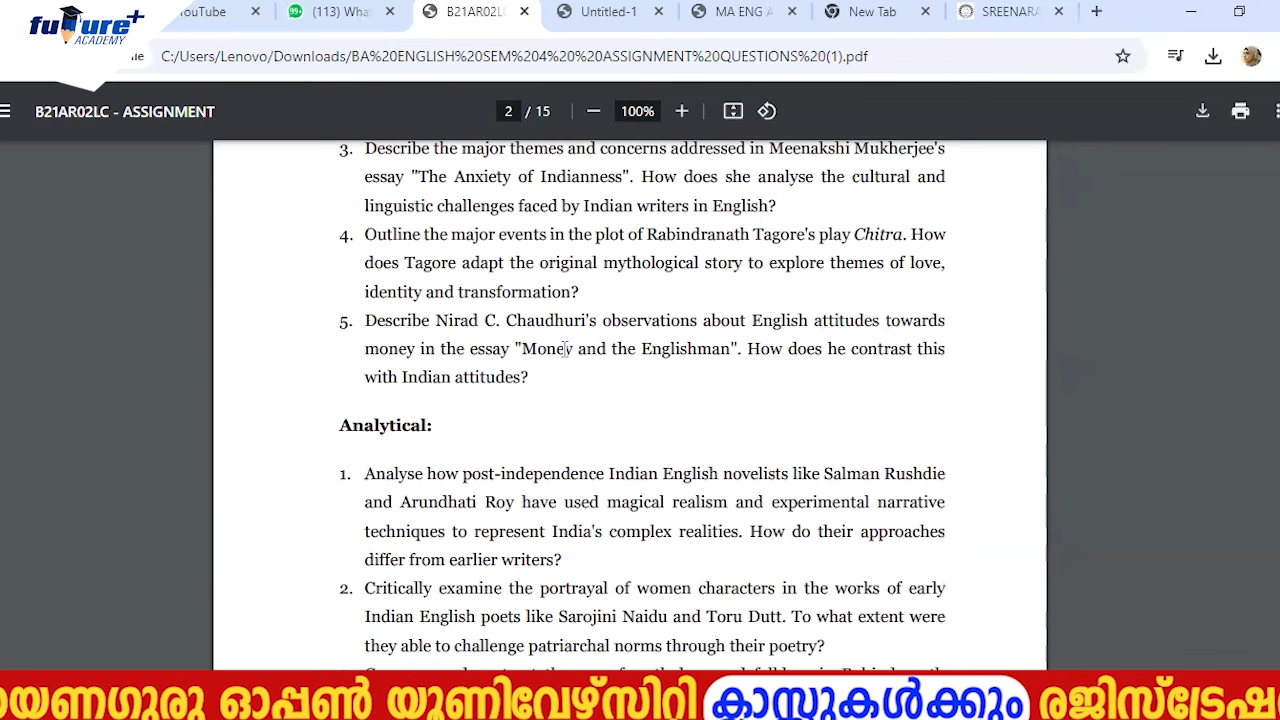 future+
ACADEMY
YouTube
(113) Wha
B21AR02L
Untitled-1
MA ENG A
New Tab
SREENARA
C:/Users/Lenovo/Downloads/BA%20ENGLISH%20SEM%204%20%20ASSIGNMENT%20QUESTIONS%20(1).pdf
B21AR02LC - ASSIGNMENT
2 / 15
100%
3. Describe the major themes and concerns addressed in Meenakshi Mukherjee's
essay "The Anxiety of Indianness". How does she analyse the cultural and
linguistic challenges faced by Indian writers in English?
4. Outline the major events in the plot of Rabindranath Tagore's play Chitra. How
does Tagore adapt the original mythological story to explore themes of love,
identity and transformation?
5. Describe Nirad C. Chaudhuri's observations about English attitudes towards
money in the essay "Money and the Englishman". How does he contrast this
with Indian attitudes?
Analytical:
1. Analyse how post-independence Indian English novelists like Salman Rushdie
and Arundhati Roy have used magical realism and experimental narrative
techniques to represent India's complex realities. How do their approaches
differ from earlier writers?
2. Critically examine the portrayal of women characters in the works of early
Indian English poets like Sarojini Naidu and Toru Dutt. To what extent were
they able to challenge patriarchal norms through their poetry?
യണഗുരു ഓപ്പൺ യൂണിവേഴ്സിറ്റി ക്ലാസ്സുകൾക്കും രജിസ്ട്രേഷ